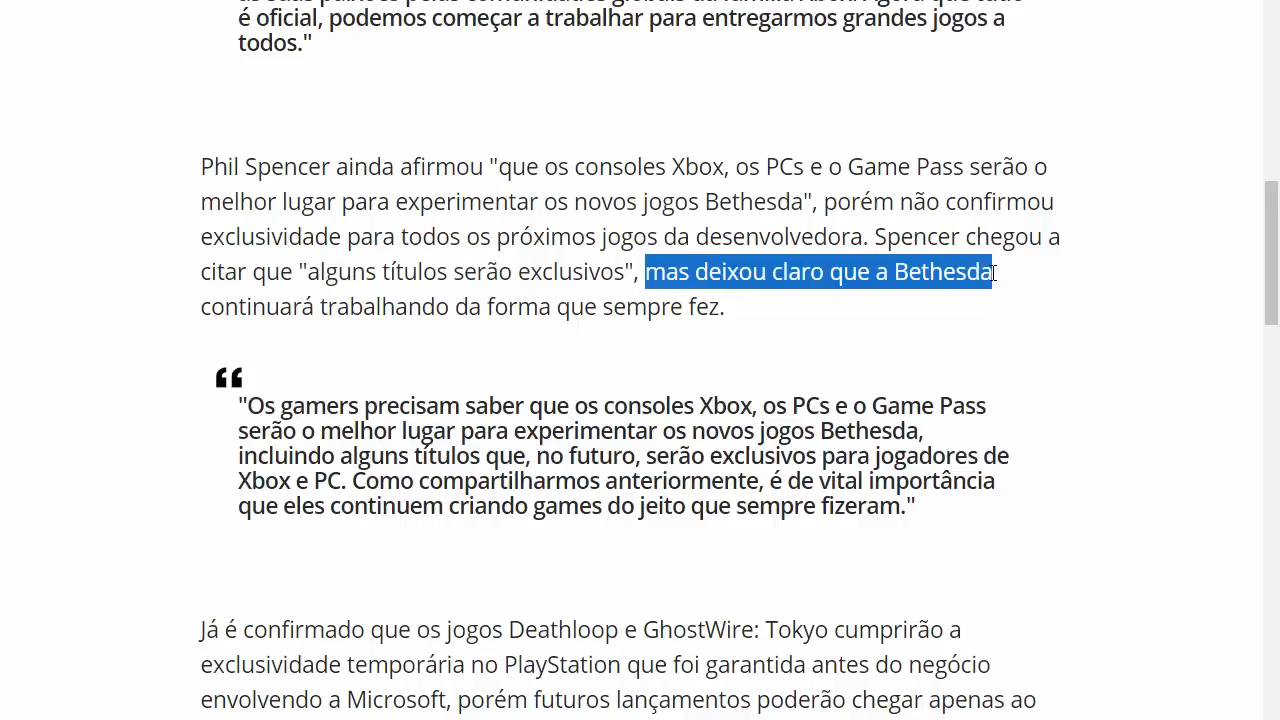 é oficial, podemos começar a trabalhar para entregarmos grandes jogos a
todos."
Phil Spencer ainda afirmou "que os consoles Xbox, os PCs e o Game Pass serão o
melhor lugar para experimentar os novos jogos Bethesda", porém não confirmou
exclusividade para todos os próximos jogos da desenvolvedora. Spencer chegou a
citar que "alguns títulos serão exclusivos", mas deixou claro que a Bethesda
continuará trabalhando da forma que sempre fez.
"Os gamers precisam saber que os consoles Xbox, os PCs e o Game Pass
serão o melhor lugar para experimentar os novos jogos Bethesda,
incluindo alguns títulos que, no futuro, serão exclusivos para jogadores de
Xbox e PC. Como compartilharmos anteriormente, é de vital importância
que eles continuem criando games do jeito que sempre fizeram."
Já é confirmado que os jogos Deathloop e GhostWire: Tokyo cumprirão a
exclusividade temporária no PlayStation que foi garantida antes do negócio
envolvendo a Microsoft, porém futuros lançamentos poderão chegar apenas ao